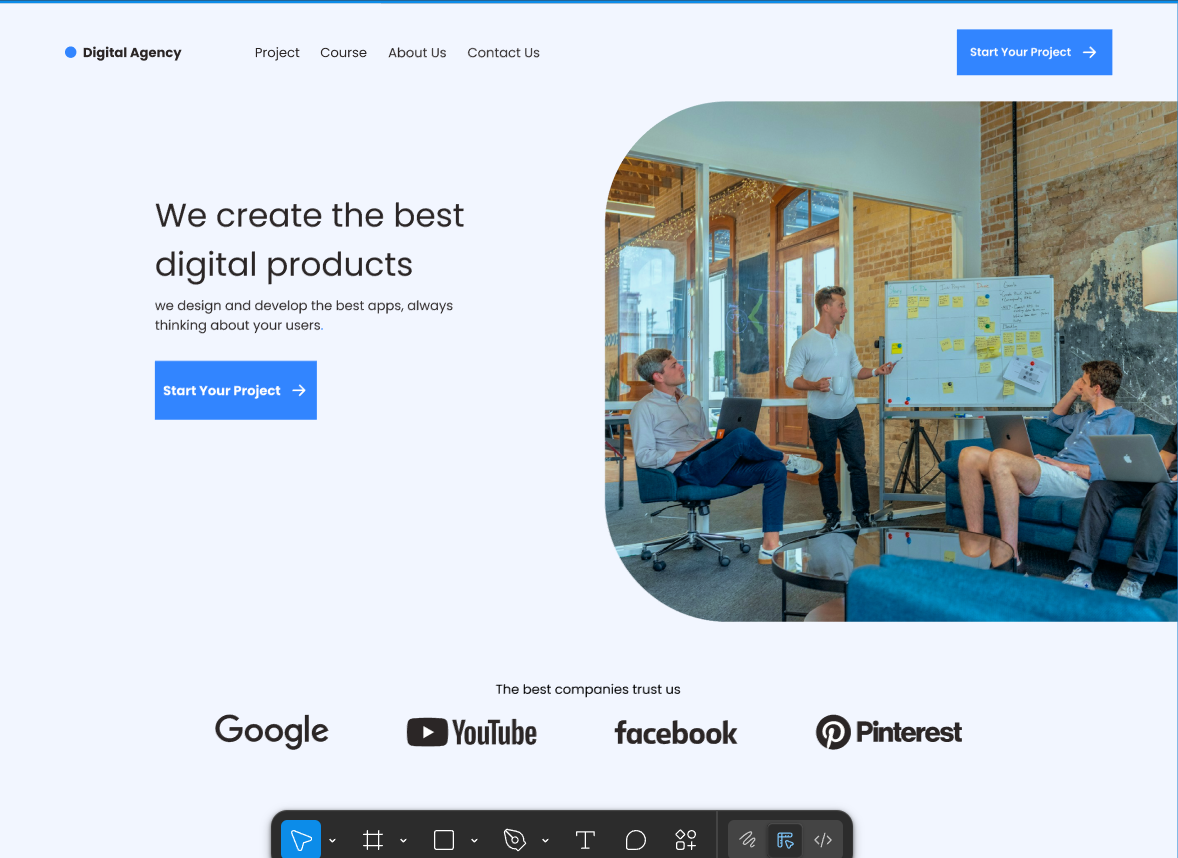 Digital Agency
Project Course About Us Contact Us
Start Your Project
We create the best
digital products
we design and develop the best apps, always
thinking about your users.
Start Your Project
The best companies trust us
Google
YouTube
facebook
Pinterest